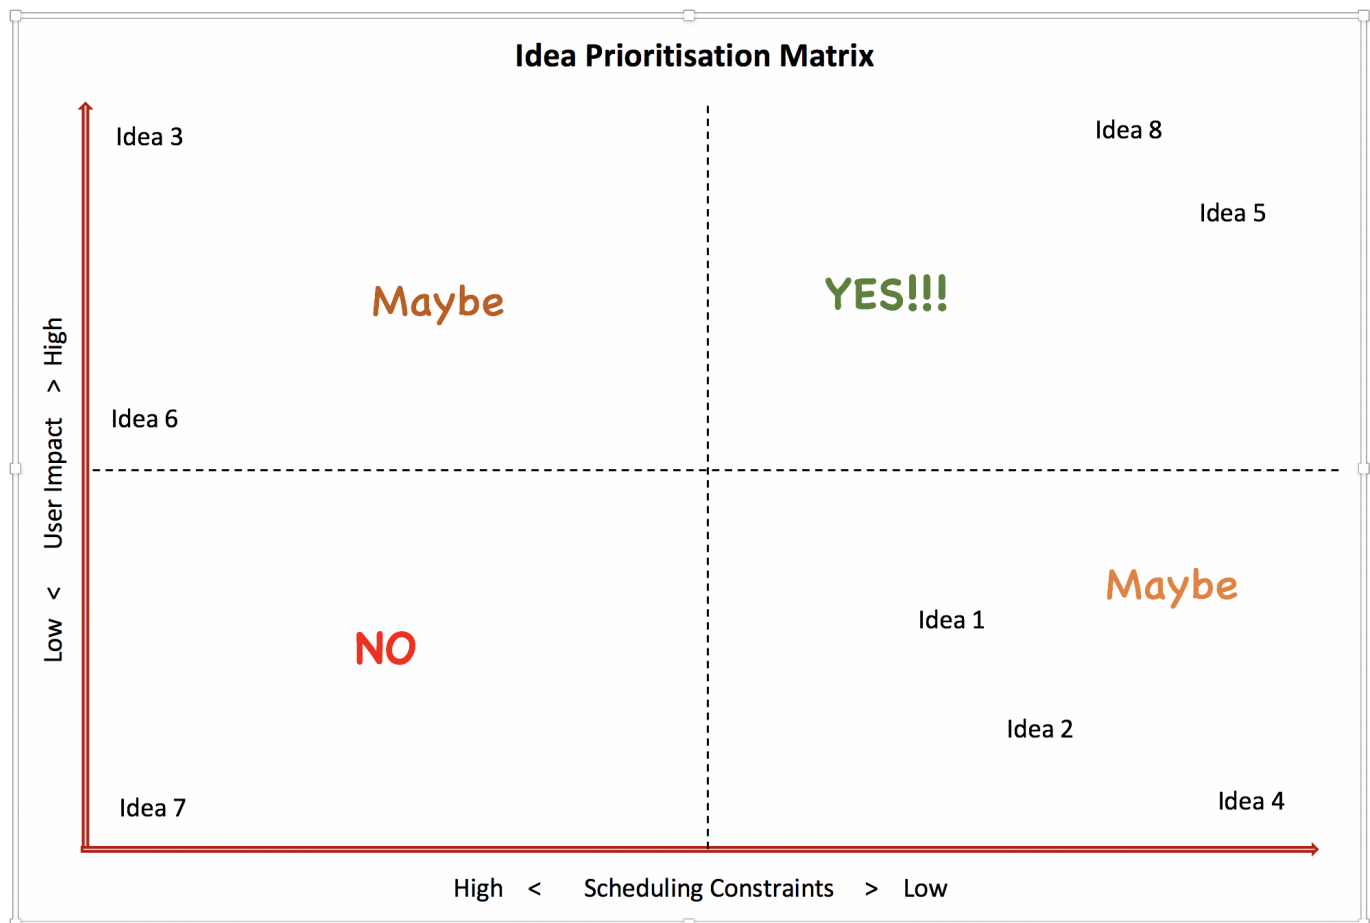 Idea Prioritisation Matrix
Idea 3
Idea 8
Idea 5
Maybe
YES!!!
Idea 6
Low < User Impact > High
Maybe
Idea 1
NO
Idea 2
Idea 7
Idea 4
High < Scheduling Constraints > Low